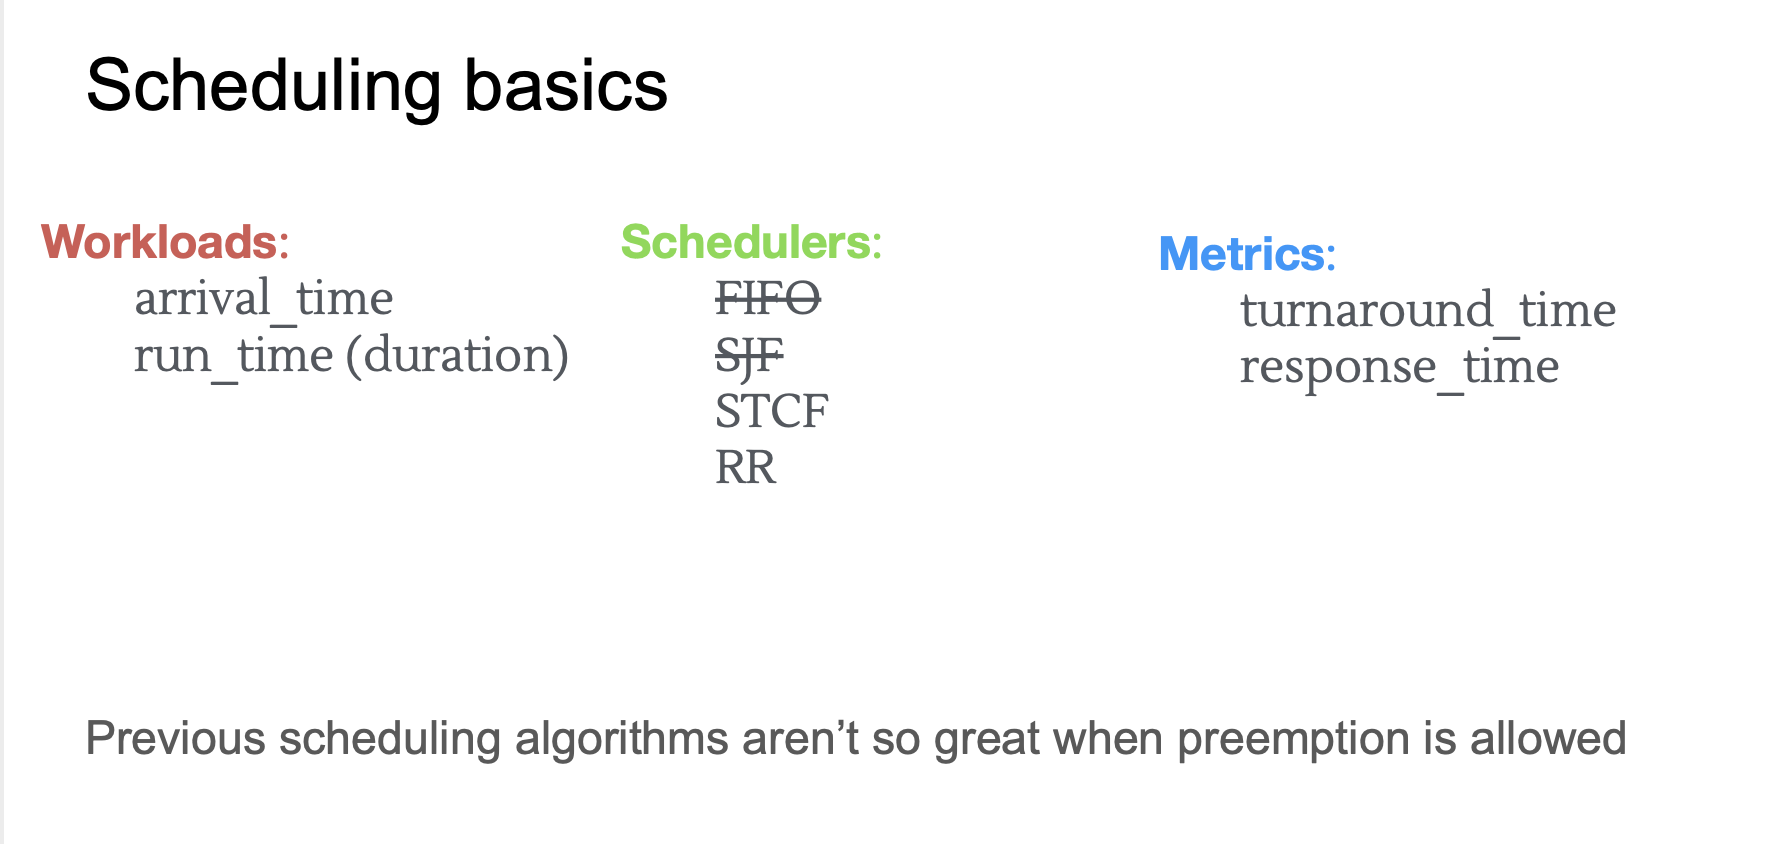 Scheduling basics
Workloads:
arrival_time
run_time (duration)
Schedulers:
FIFO
SJF
STCF
RR
Metrics:
turnaround_time
response_time
Previous scheduling algorithms aren’t so great when preemption is allowed